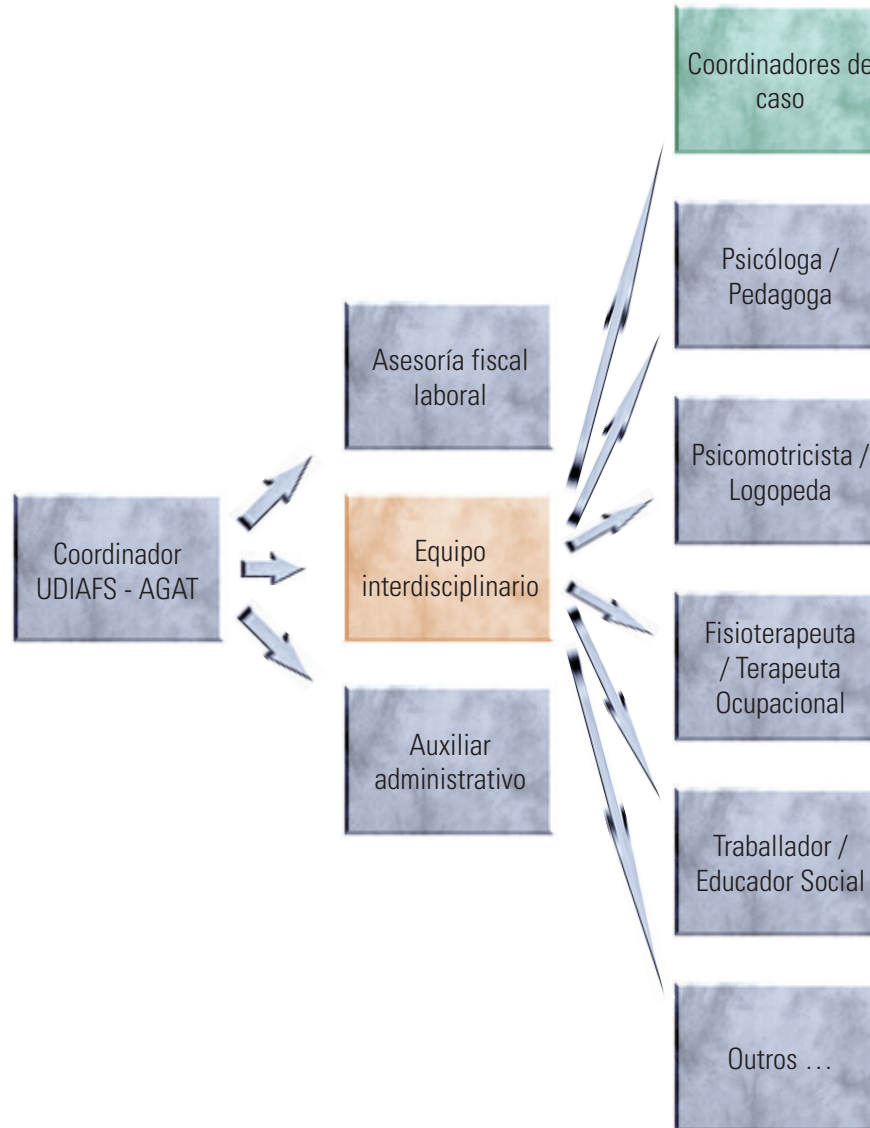 Coordinador
UDIAFS - AGAT
Asesoría fiscal
laboral
Equipo
interdisciplinario
Auxiliar
administrativo
Coordinadores de
caso
Psicóloga /
Pedagoga
Psicomotricista /
Logopeda
Fisioterapeuta
/ Terapeuta
Ocupacional
Traballador /
Educador Social
Outros …